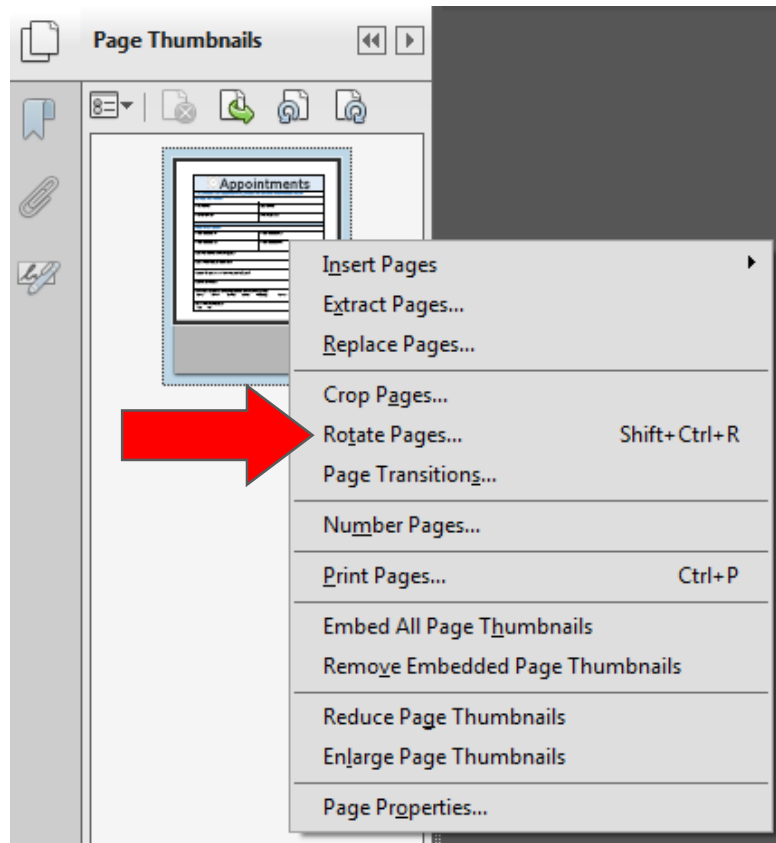 Page Thumbnails
Appointments
Insert Pages
Extract Pages...
Replace Pages...
Crop Pages...
Rotate Pages... Shift+Ctrl+R
Page Transitions...
Number Pages...
Print Pages... Ctrl+P
Embed All Page Thumbnails
Remove Embedded Page Thumbnails
Reduce Page Thumbnails
Enlarge Page Thumbnails
Page Properties...